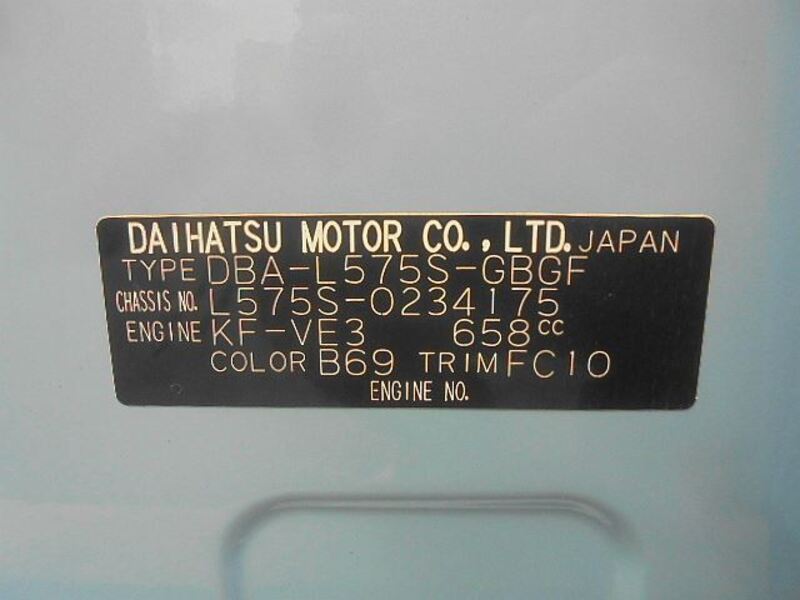 DAIHATSU MOTOR CO., LTD. JAPAN
TYPE DBA-L575S-GBGF
CHASSIS NO. L575S-0234175
ENGINE KF-VE3 658cc
COLOR B69 TRIM FC10
ENGINE NO.